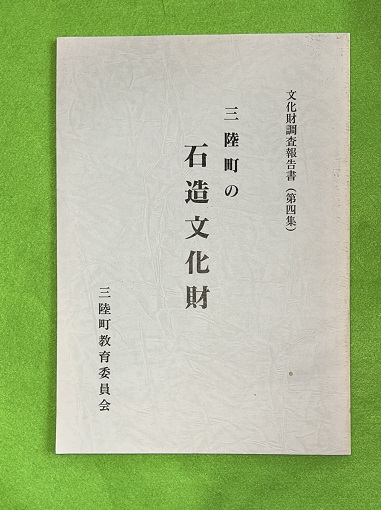 文化財調査報告書（第四集）
三陸町の
石造文化財
三陸町教育委員会